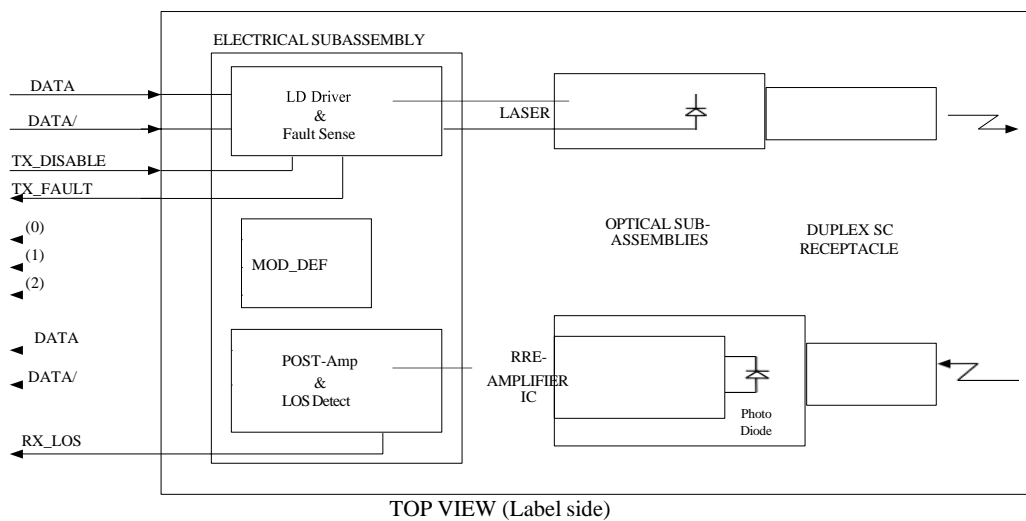 ELECTRICAL SUBASSEMBLY
DATA
DATA/
TX_DISABLE
TX_FAULT
LD Driver
&
Fault Sense
LASER
(0)
(1)
(2)
MOD_DEF
OPTICAL SUB-
ASSEMBLIES
DUPLEX SC
RECEPTACLE
DATA
DATA/
RX_LOS
POST-Amp
&
LOS Detect
RRE-
AMPLIFIER
IC
Photo
Diode
TOP VIEW (Label side)